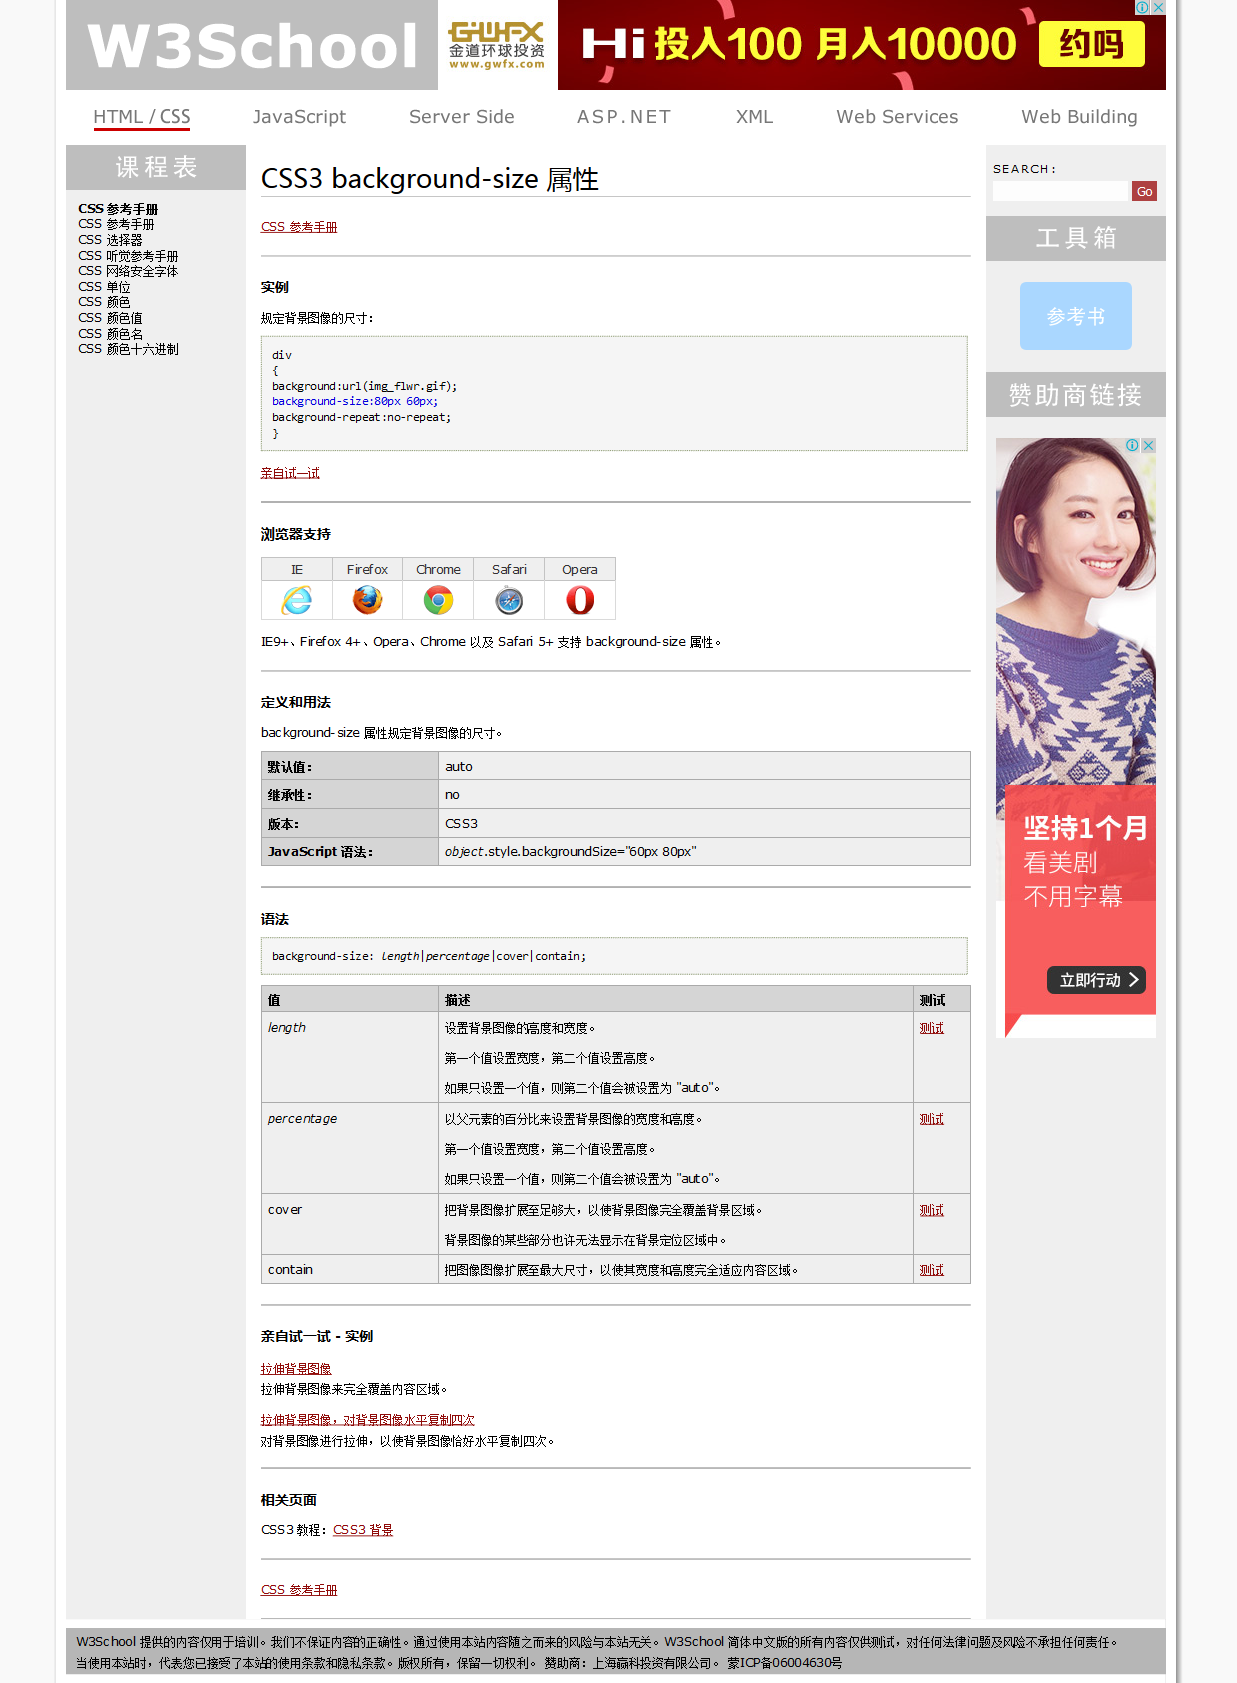 W3School
GWFX
金道环球投资
www.gwfx.com
Hi 投入100 月入10000 约吗
HTML / CSS JavaScript Server Side ASP.NET XML Web Services Web Building
课程表
CSS 参考手册
CSS 参考手册
CSS 选择器
CSS 听觉参考手册
CSS 网络安全字体
CSS 单位
CSS 颜色
CSS 颜色值
CSS 颜色名
CSS 颜色十六进制
CSS3 background-size 属性
CSS 参考手册
实例
规定背景图像的尺寸：
div
{
background:url(img_flwr.gif);
background-size:80px 60px;
background-repeat:no-repeat;
}
亲自试一试
浏览器支持
IE Firefox Chrome Safari Opera
IE9+、Firefox 4+、Opera、Chrome 以及 Safari 5+ 支持 background-size 属性。
定义和用法
background-size 属性规定背景图像的尺寸。
默认值： auto
继承性： no
版本： CSS3
JavaScript 语法： object.style.backgroundSize="60px 80px"
语法
background-size: length|percentage|cover|contain;
值 描述 测试
length 设置背景图像的高度和宽度。 测试
第一个值设置宽度，第二个值设置高度。
如果只设置一个值，则第二个值会被设置为 "auto"。
percentage 以父元素的百分比来设置背景图像的宽度和高度。 测试
第一个值设置宽度，第二个值设置高度。
如果只设置一个值，则第二个值会被设置为 "auto"。
cover 把背景图像扩展至足够大，以使背景图像完全覆盖背景区域。 测试
背景图像的某些部分也许无法显示在背景定位区域中。
contain 把图像图像扩展至最大尺寸，以使其宽度和高度完全适应内容区域。 测试
亲自试一试 - 实例
拉伸背景图像
拉伸背景图像来完全覆盖内容区域。
拉伸背景图像，对背景图像水平复制四次
对背景图像进行拉伸，以使背景图像恰好水平复制四次。
相关页面
CSS3 教程：CSS3 背景
CSS 参考手册
SEARCH:
Go
工具箱
参考书
赞助商链接
坚持1个月
看美剧
不用字幕
立即行动
W3School 提供的内容仅用于培训。我们不保证内容的正确性。通过使用本站内容随之而来的风险与本站无关。W3School 简体中文版的所有内容仅供测试，对任何法律问题及风险不承担任何责任。
当使用本站时，代表您已接受了本站的使用条款和隐私条款。版权所有，保留一切权利。 赞助商：上海赢科投资有限公司。 蒙ICP备06004630号